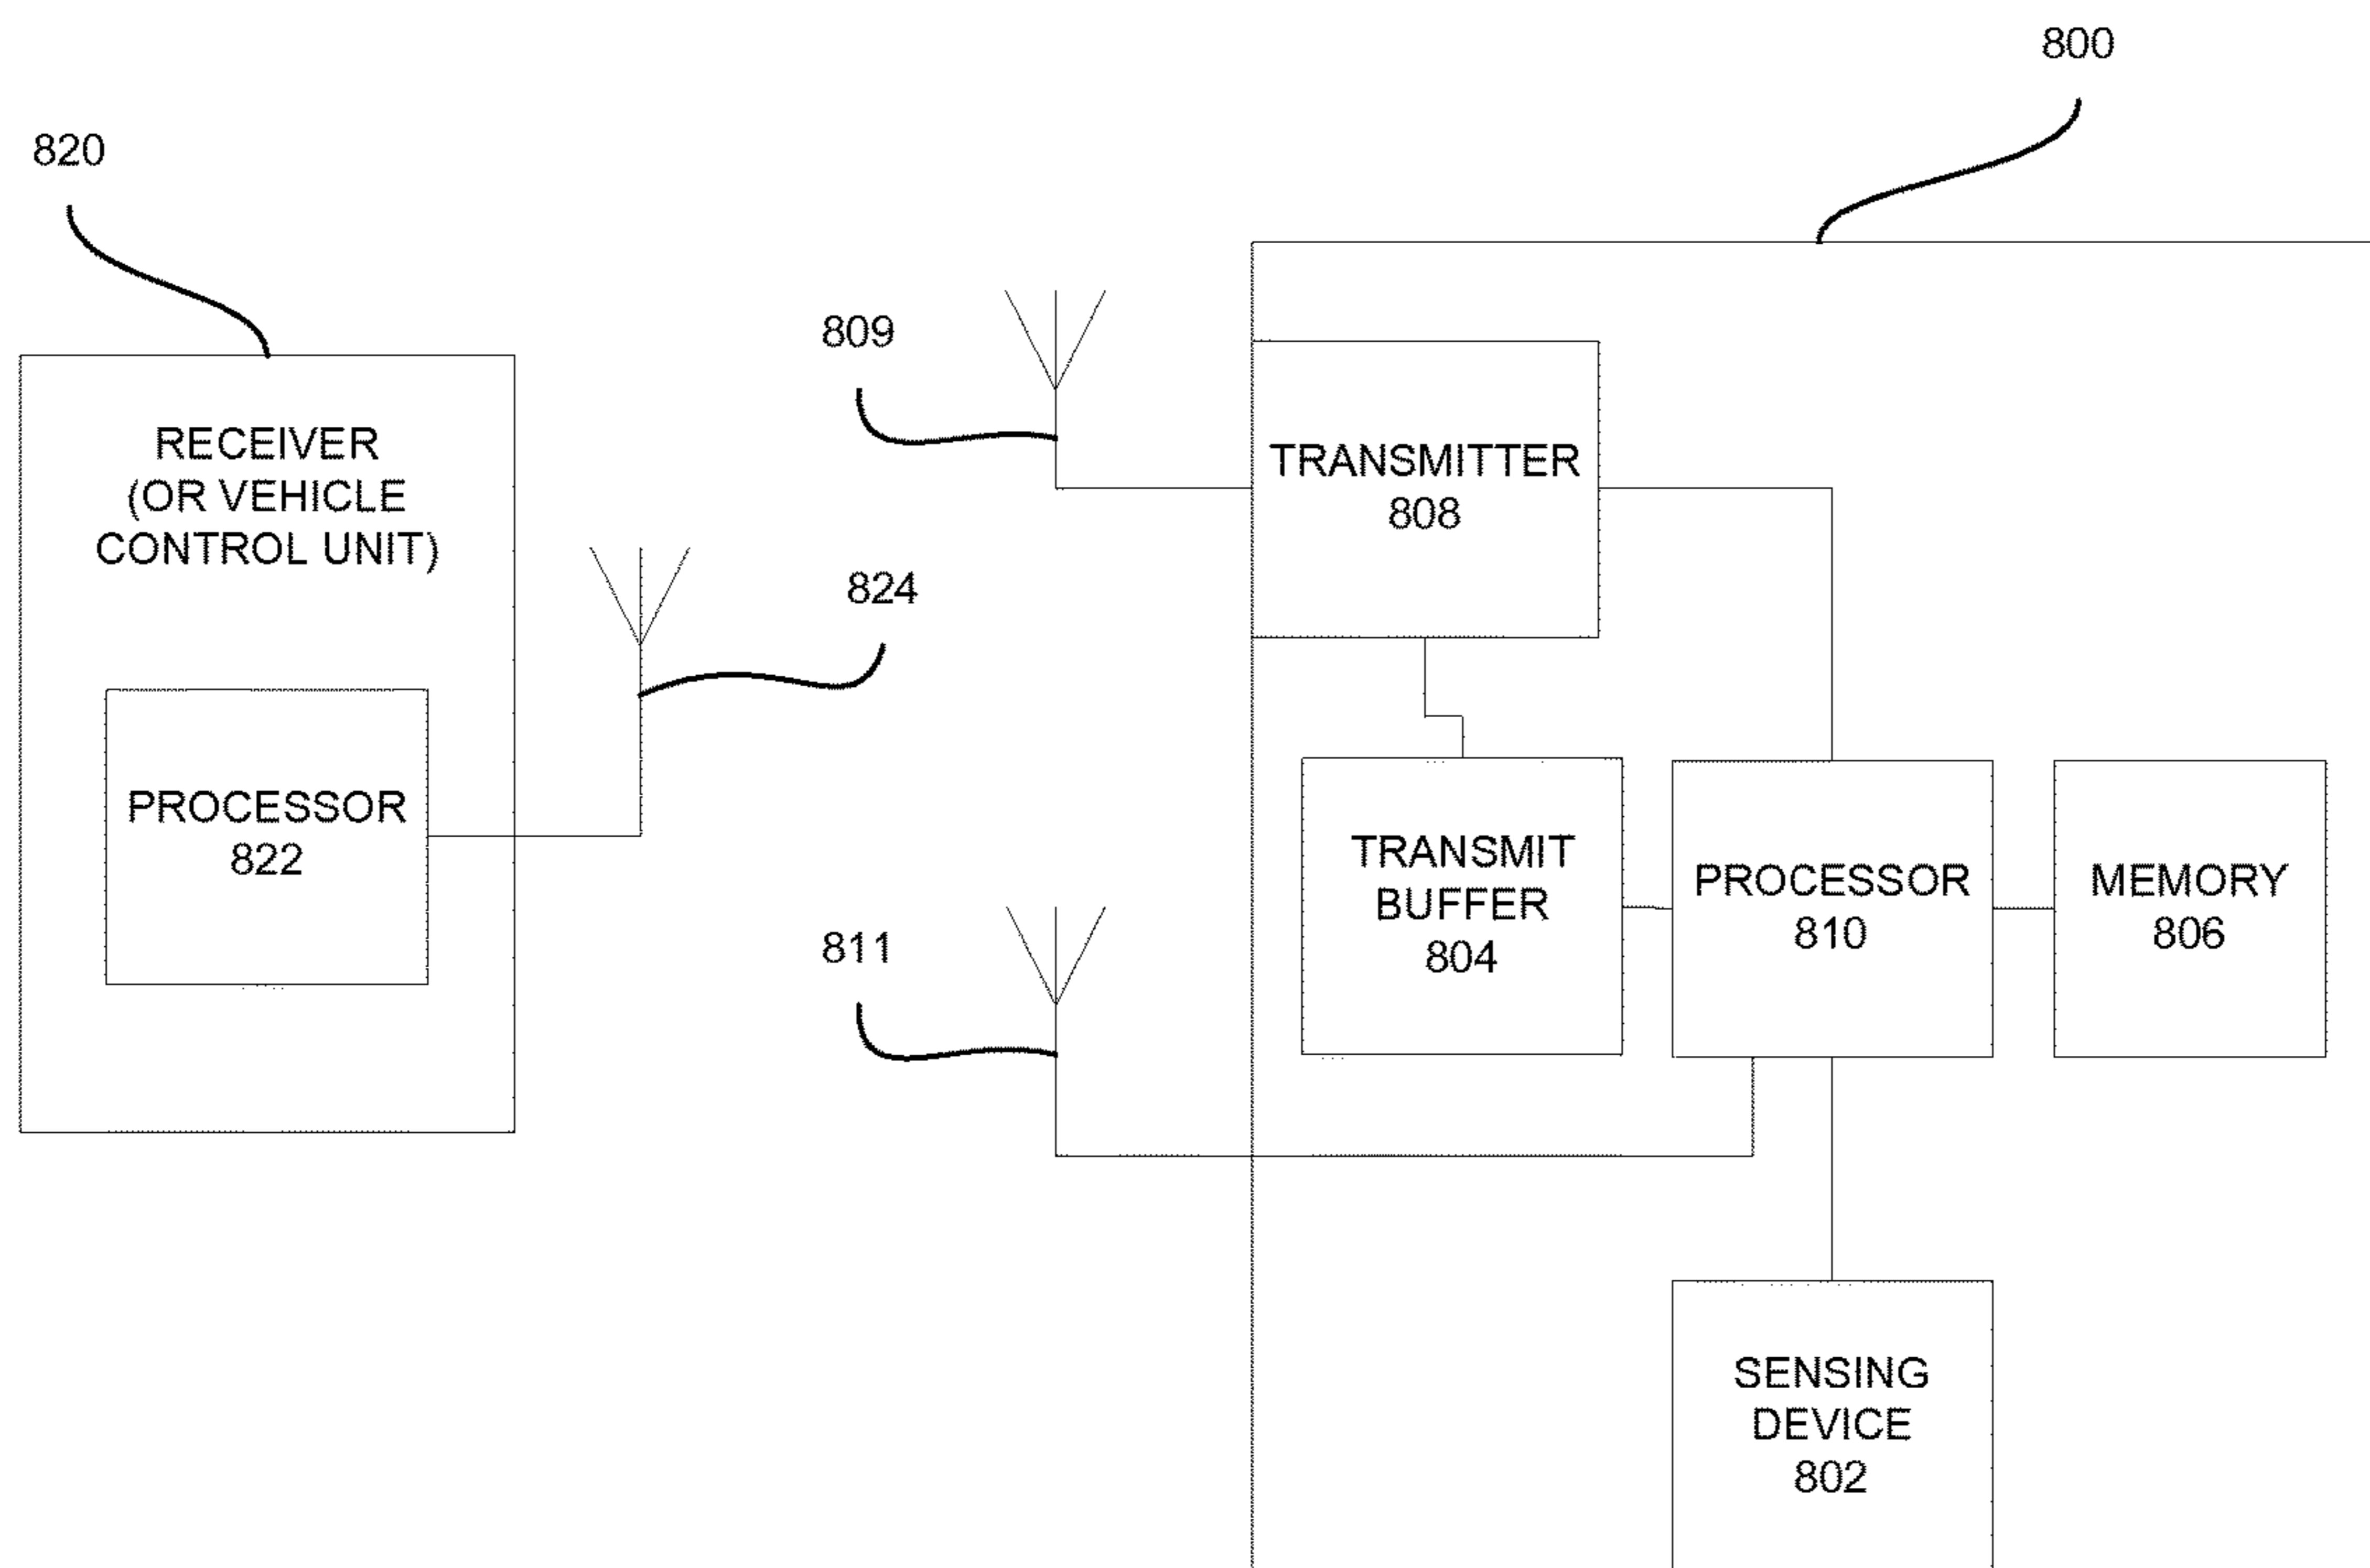 800
820
809
RECEIVER
(OR VEHICLE
CONTROL UNIT)
TRANSMITTER
808
824
PROCESSOR
822
TRANSMIT
BUFFER
804
PROCESSOR
810
MEMORY
806
811
SENSING
DEVICE
802